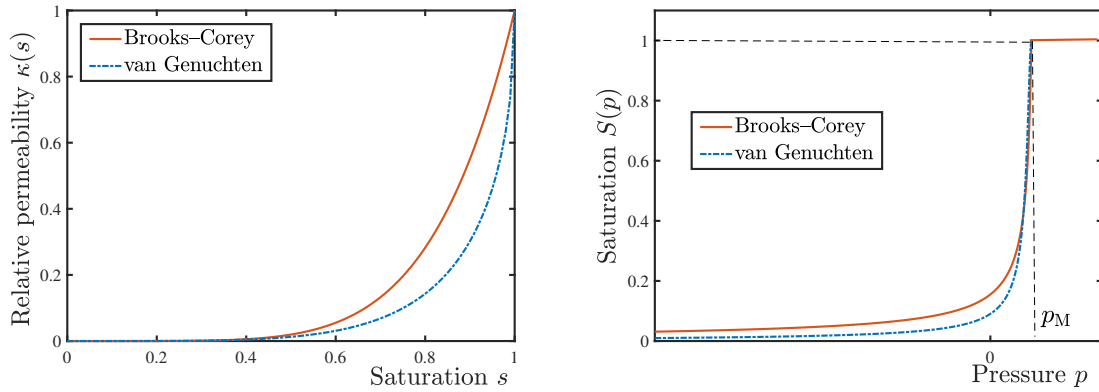 Relative permeability κ(s)
1
0.8
0.6
0.4
0.2
0
Brooks–Corey
van Genuchten
0 0.2 0.4 0.6 0.8 1
Saturation s
Saturation S(p)
1
0.8
0.6
0.4
0.2
0
Brooks–Corey
van Genuchten
p_M
0
Pressure p